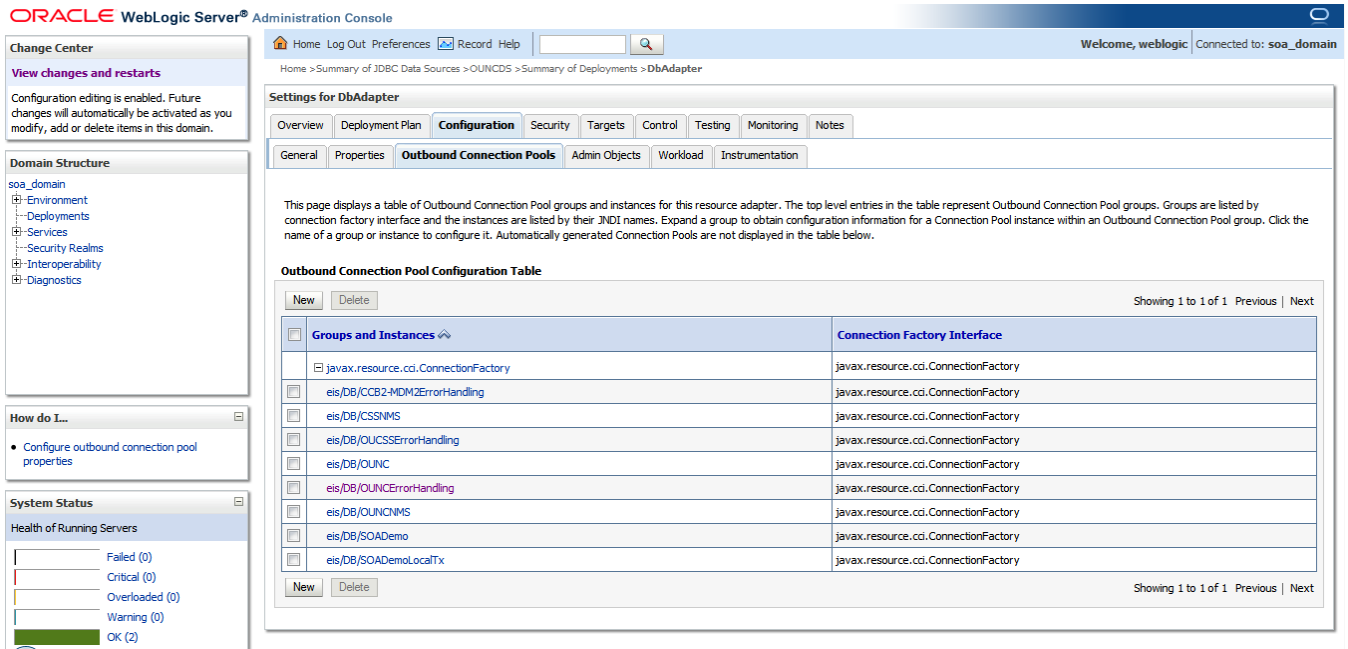 ORACLE WebLogic Server® Administration Console
Change Center
View changes and restarts
Configuration editing is enabled. Future
changes will automatically be activated as you
modify, add or delete items in this domain.
Domain Structure
soa_domain
Environment
Deployments
Services
Security Realms
Interoperability
Diagnostics
How do I...
Configure outbound connection pool
properties
System Status
Health of Running Servers
Failed (0)
Critical (0)
Overloaded (0)
Warning (0)
OK (2)
Home Log Out Preferences Record Help
Welcome, weblogic Connected to: soa_domain
Home >Summary of JDBC Data Sources >OUNCDS >Summary of Deployments >DbAdapter
Settings for DbAdapter
Overview Deployment Plan Configuration Security Targets Control Testing Monitoring Notes
General Properties Outbound Connection Pools Admin Objects Workload Instrumentation
This page displays a table of Outbound Connection Pool groups and instances for this resource adapter. The top level entries in the table represent Outbound Connection Pool groups. Groups are listed by
connection factory interface and the instances are listed by their JNDI names. Expand a group to obtain configuration information for a Connection Pool instance within an Outbound Connection Pool group. Click the
name of a group or instance to configure it. Automatically generated Connection Pools are not displayed in the table below.
Outbound Connection Pool Configuration Table
New Delete Showing 1 to 1 of 1 Previous | Next
Groups and Instances Connection Factory Interface
javax.resource.cci.ConnectionFactory javax.resource.cci.ConnectionFactory
eis/DB/CCB2-MDM2ErrorHandling javax.resource.cci.ConnectionFactory
eis/DB/CSSNMS javax.resource.cci.ConnectionFactory
eis/DB/OUCSSErrorHandling javax.resource.cci.ConnectionFactory
eis/DB/OUNC javax.resource.cci.ConnectionFactory
eis/DB/OUNCErrorHandling javax.resource.cci.ConnectionFactory
eis/DB/OUNCNMS javax.resource.cci.ConnectionFactory
eis/DB/SOADemo javax.resource.cci.ConnectionFactory
eis/DB/SOADemoLocalTx javax.resource.cci.ConnectionFactory
New Delete Showing 1 to 1 of 1 Previous | Next